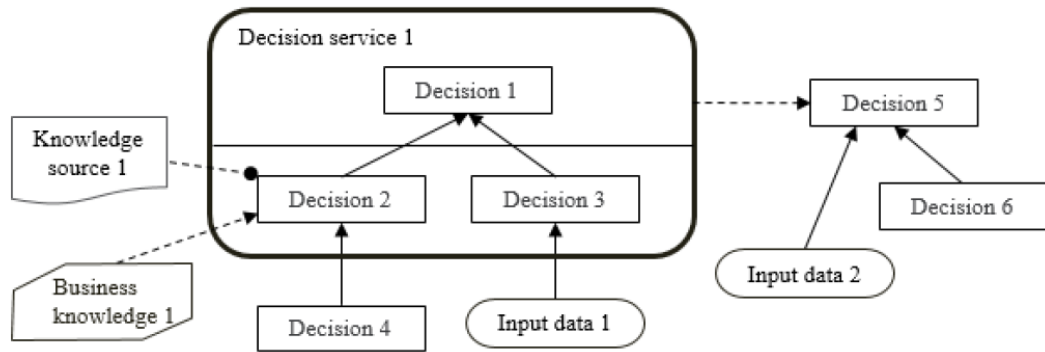 Decision service 1
Decision 1
Decision 5
Knowledge
source 1
Decision 2
Decision 3
Decision 6
Business
knowledge 1
Decision 4
Input data 1
Input data 2